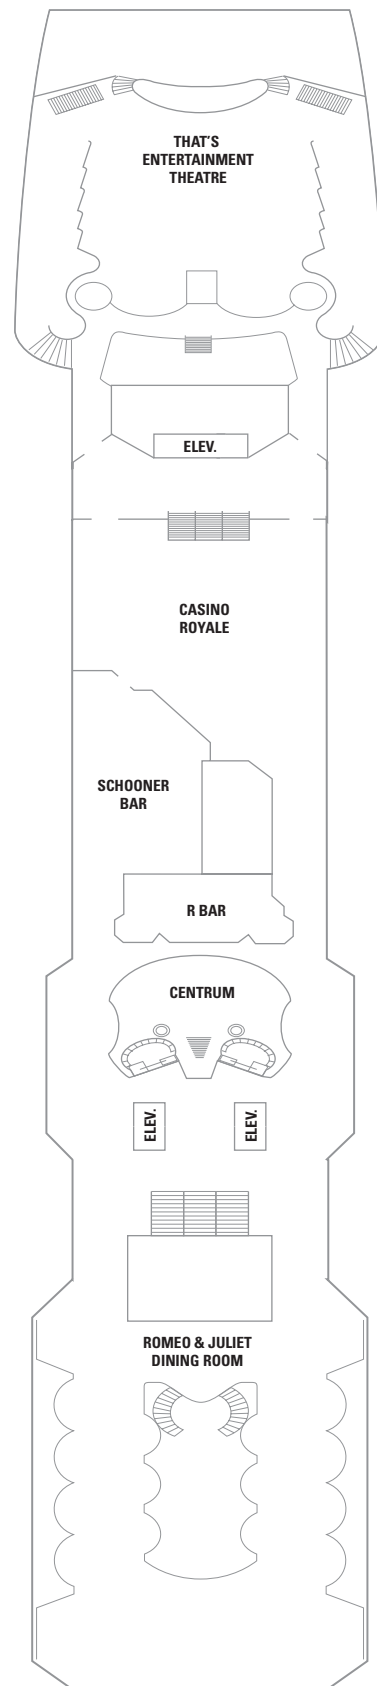 THAT'S
ENTERTAINMENT
THEATRE
ELEV.
CASINO
ROYALE
SCHOONER
BAR
R BAR
CENTRUM
ELEV.
ELEV.
ROMEO & JULIET
DINING ROOM